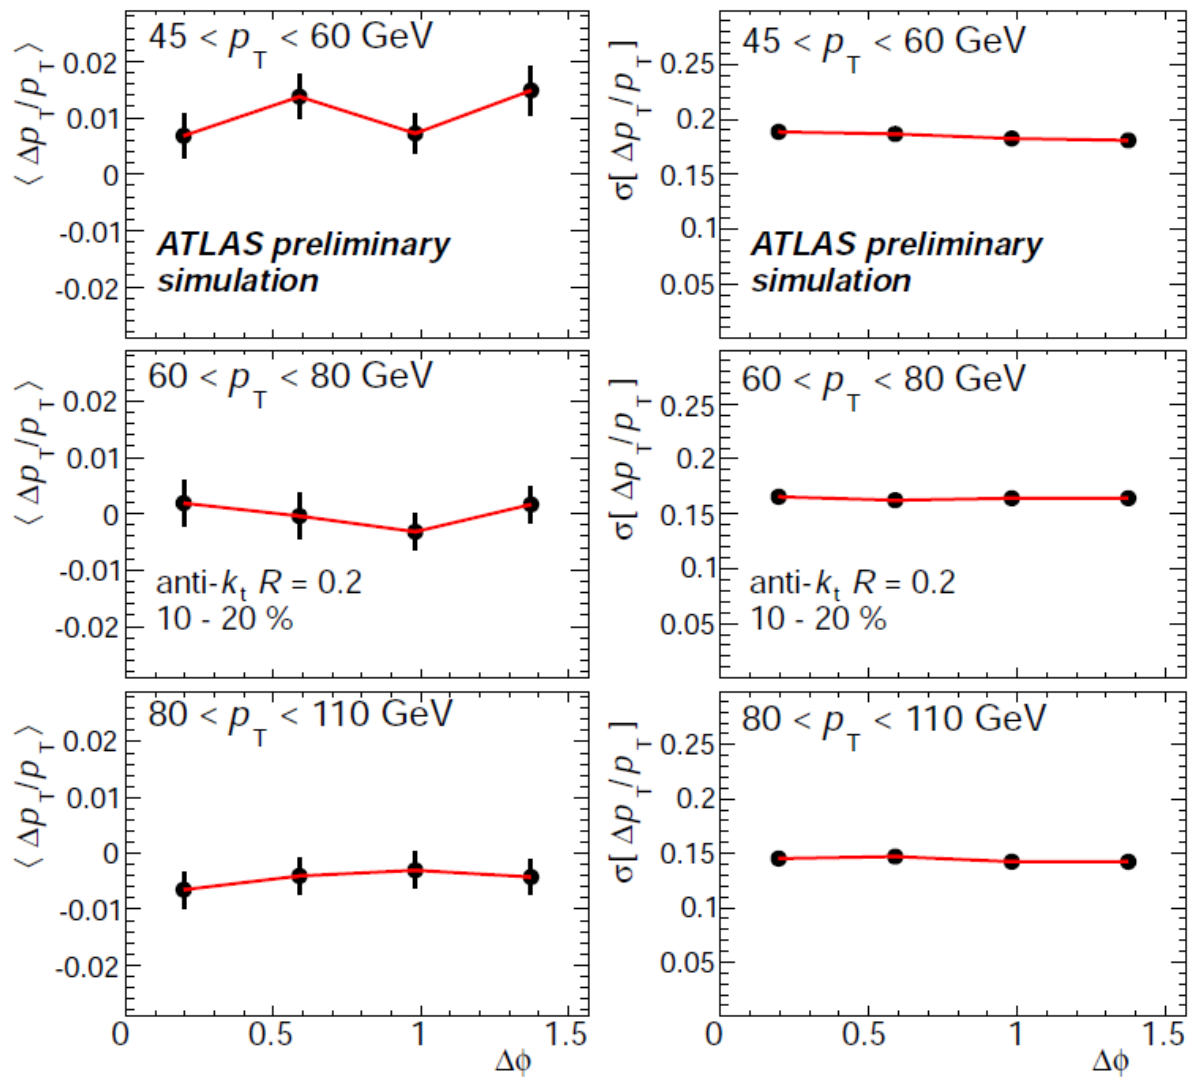 45 < p_T < 60 GeV
⟨ Δp_T/p_T ⟩
0.02
0.01
0
-0.01
-0.02
ATLAS preliminary
simulation
45 < p_T < 60 GeV
σ[ Δp_T/p_T ]
0.25
0.2
0.15
0.1
0.05
ATLAS preliminary
simulation
60 < p_T < 80 GeV
⟨ Δp_T/p_T ⟩
0.02
0.01
0
-0.01
-0.02
anti-k_t R = 0.2
10 - 20 %
60 < p_T < 80 GeV
σ[ Δp_T/p_T ]
0.25
0.2
0.15
0.1
0.05
anti-k_t R = 0.2
10 - 20 %
80 < p_T < 110 GeV
⟨ Δp_T/p_T ⟩
0.02
0.01
0
-0.01
-0.02
0 0.5 1 1.5
Δϕ
80 < p_T < 110 GeV
σ[ Δp_T/p_T ]
0.25
0.2
0.15
0.1
0.05
0 0.5 1 1.5
Δϕ